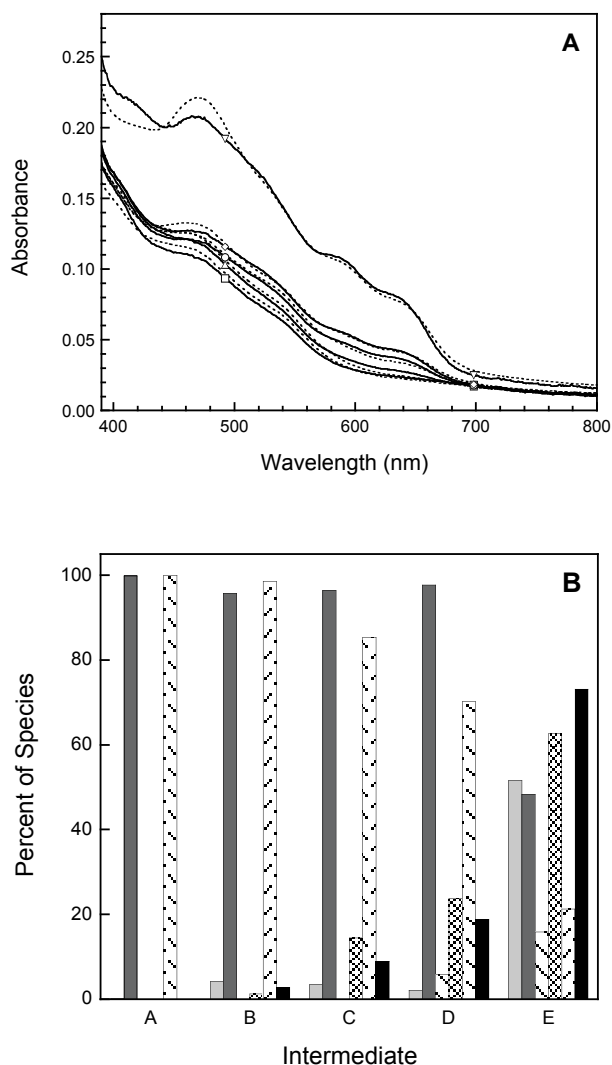 A
0.25
0.20
0.15
0.10
0.05
0.00
Absorbance
400 500 600 700 800
Wavelength (nm)
B
100
80
60
40
20
0
Percent of Species
A B C D E
Intermediate